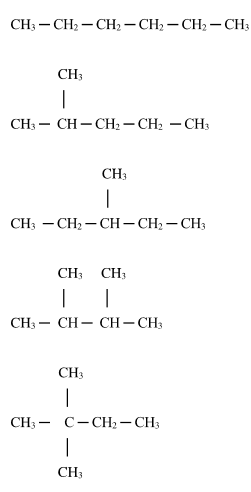 CH₃ — CH₂ — CH₂ — CH₂ — CH₂ — CH₃
CH₃
|
CH₃ — CH — CH₂ — CH₂ — CH₃
CH₃
|
CH₃ — CH₂ — CH — CH₂ — CH₃
CH₃ CH₃
| |
CH₃ — CH — CH — CH₃
CH₃
|
CH₃ — C — CH₂ — CH₃
|
CH₃